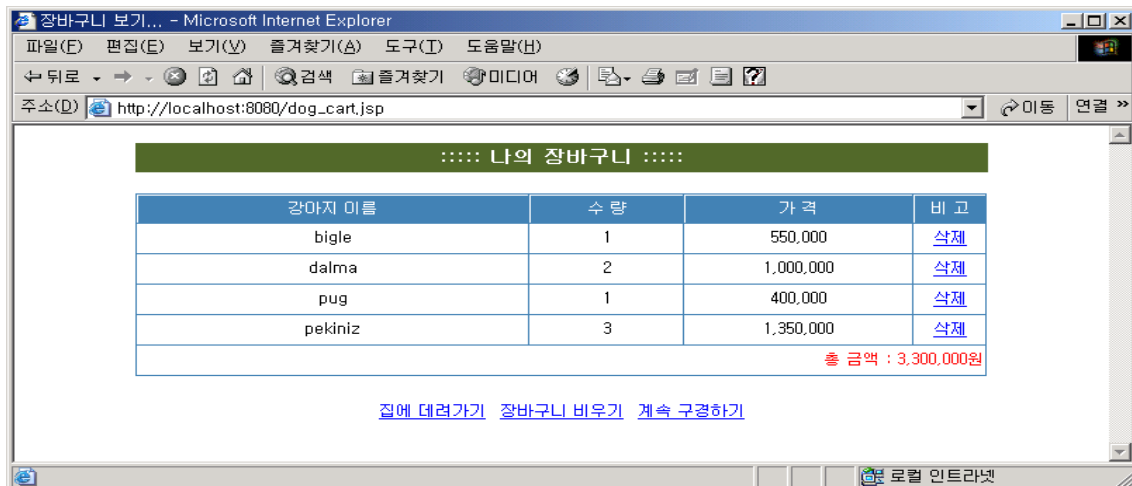 장바구니 보기... - Microsoft Internet Explorer
파일(F) 편집(E) 보기(V) 즐겨찾기(A) 도구(T) 도움말(H)
뒤로 검색 즐겨찾기 미디어
주소(D) http://localhost:8080/dog_cart.jsp 이동 연결 »
::::: 나의 장바구니 :::::
강아지 이름 수 량 가 격 비 고
bigle 1 550,000 삭제
dalma 2 1,000,000 삭제
pug 1 400,000 삭제
pekiniz 3 1,350,000 삭제
총 금액 : 3,300,000원
집에 데려가기 장바구니 비우기 계속 구경하기
로컬 인트라넷